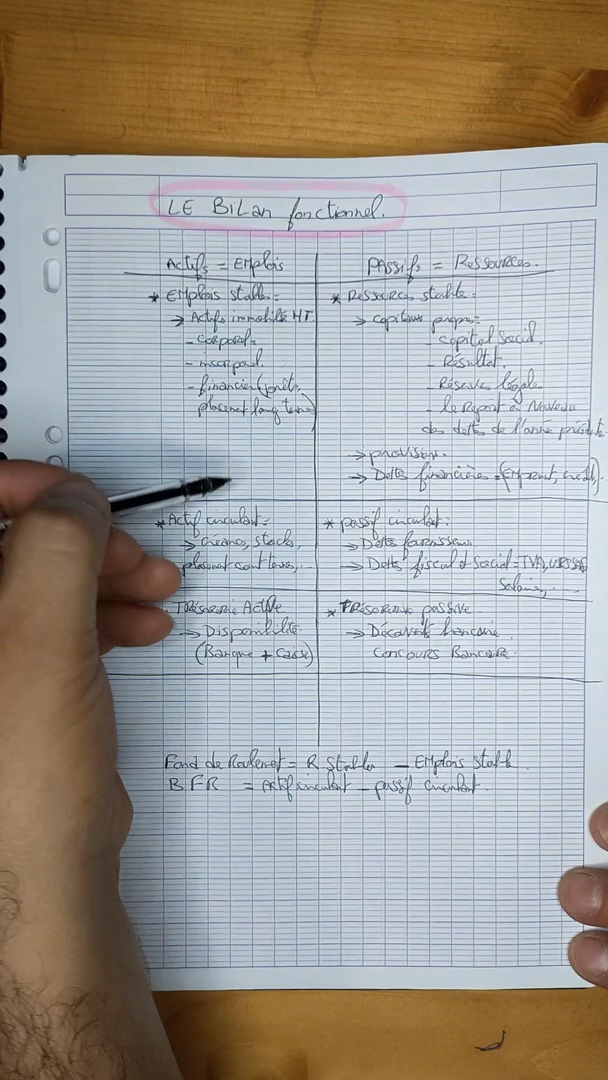 LE BiLan fonctionnel.
Actifs = Emplois
* EMPlois stables =
→ Actifs immobilisé HT.
- Corporel =
- incorporel.
- financier (prêts,
placement long terme)
* Actif circulant =
→ Créances, stocks,
placement court terme, ...
TRésorerie Active
→ Disponibilité
(Banque + Caisse)
PASSifs = Ressources.
* Ressources stable =
→ capitaux propres =
- capital social.
- Résultat.
- Réserve légale
- le Report à Nouveau
des dettes de l'année précédente
→ provision.
→ Dettes financières = (Emprunt, crédit).
* passif circulant :
→ Dettes fournisseurs
→ Dettes fiscal et social = TVA, URSSAF
Salaire, ....
* TRésorerie passive
→ Découvert bancaire.
CONCOURS BANCAIRE.
Fond de Roulement = R Stables - EMplois stable.
BFR = Actif circulant - passif circulant.